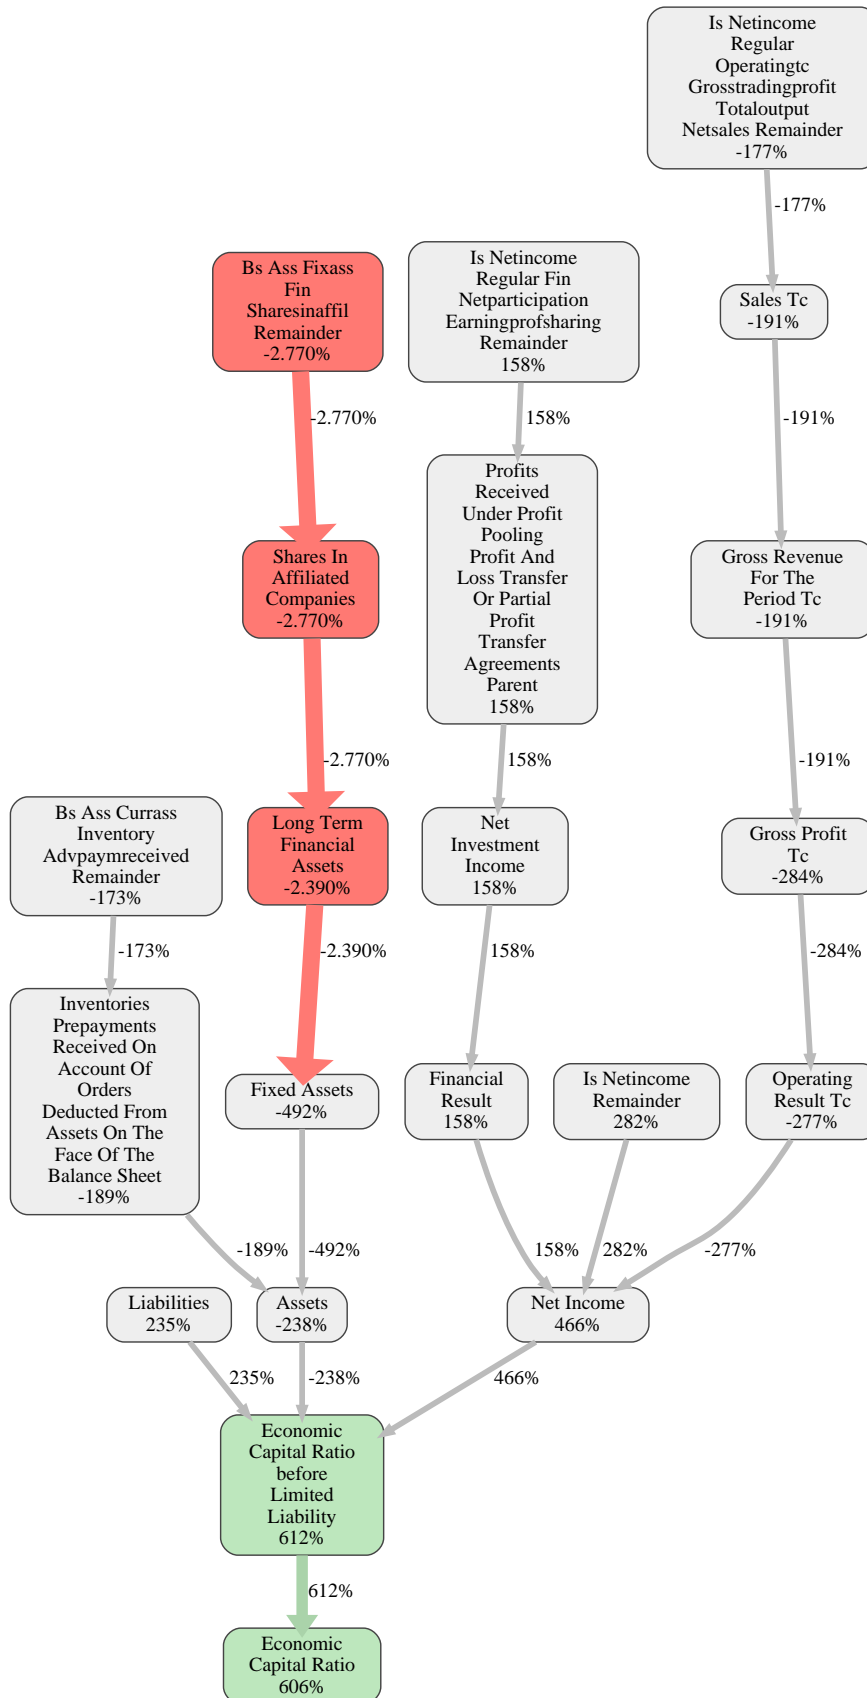 Is Netincome
Regular
Operatingtc
Grosstradingprofit
Totaloutput
Netsales Remainder
-177%
-177%
Bs Ass Fixass
Fin
Sharesinaffil
Remainder
-2.770%
Is Netincome
Regular Fin
Netparticipation
Earningprofsharing
Remainder
158%
Sales Tc
-191%
-2.770%
158%
-191%
Profits
Received
Under Profit
Pooling
Profit And
Loss Transfer
Or Partial
Profit
Transfer
Agreements
Parent
158%
Shares In
Affiliated
Companies
-2.770%
Gross Revenue
For The
Period Tc
-191%
-2.770%
158%
-191%
Bs Ass Currass
Inventory
Advpaymreceived
Remainder
-173%
Long Term
Financial
Assets
-2.390%
Net
Investment
Income
158%
Gross Profit
Tc
-284%
-173%
-2.390%
158%
-284%
Inventories
Prepayments
Received On
Account Of
Orders
Deducted From
Assets On The
Face Of The
Balance Sheet
-189%
Fixed Assets
-492%
Financial
Result
158%
Is Netincome
Remainder
282%
Operating
Result Tc
-277%
-189%
-492%
158%
282%
-277%
Liabilities
235%
Assets
-238%
Net Income
466%
235%
-238%
466%
Economic
Capital Ratio
before
Limited
Liability
612%
612%
Economic
Capital Ratio
606%